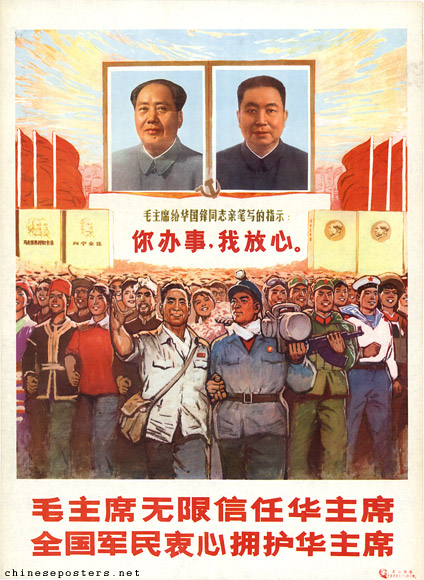 毛主席给华国锋同志亲笔写的指示：
你办事，我放心。
毛主席无限信任华主席
全国军民衷心拥护华主席
chineseposters.net